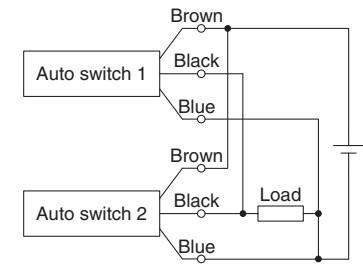 Brown
Auto switch 1
Black
Blue
Brown
Auto switch 2
Black
Load
Blue